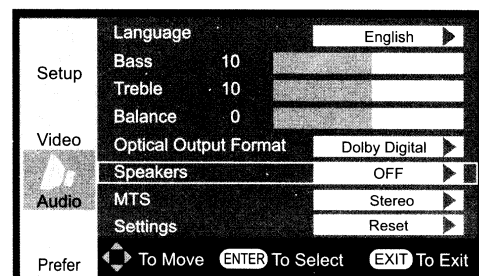 Setup
Video
Audio
Prefer
Language English
Bass 10
Treble 10
Balance 0
Optical Output Format Dolby Digital
Speakers OFF
MTS Stereo
Settings Reset
To Move ENTER To Select EXIT To Exit